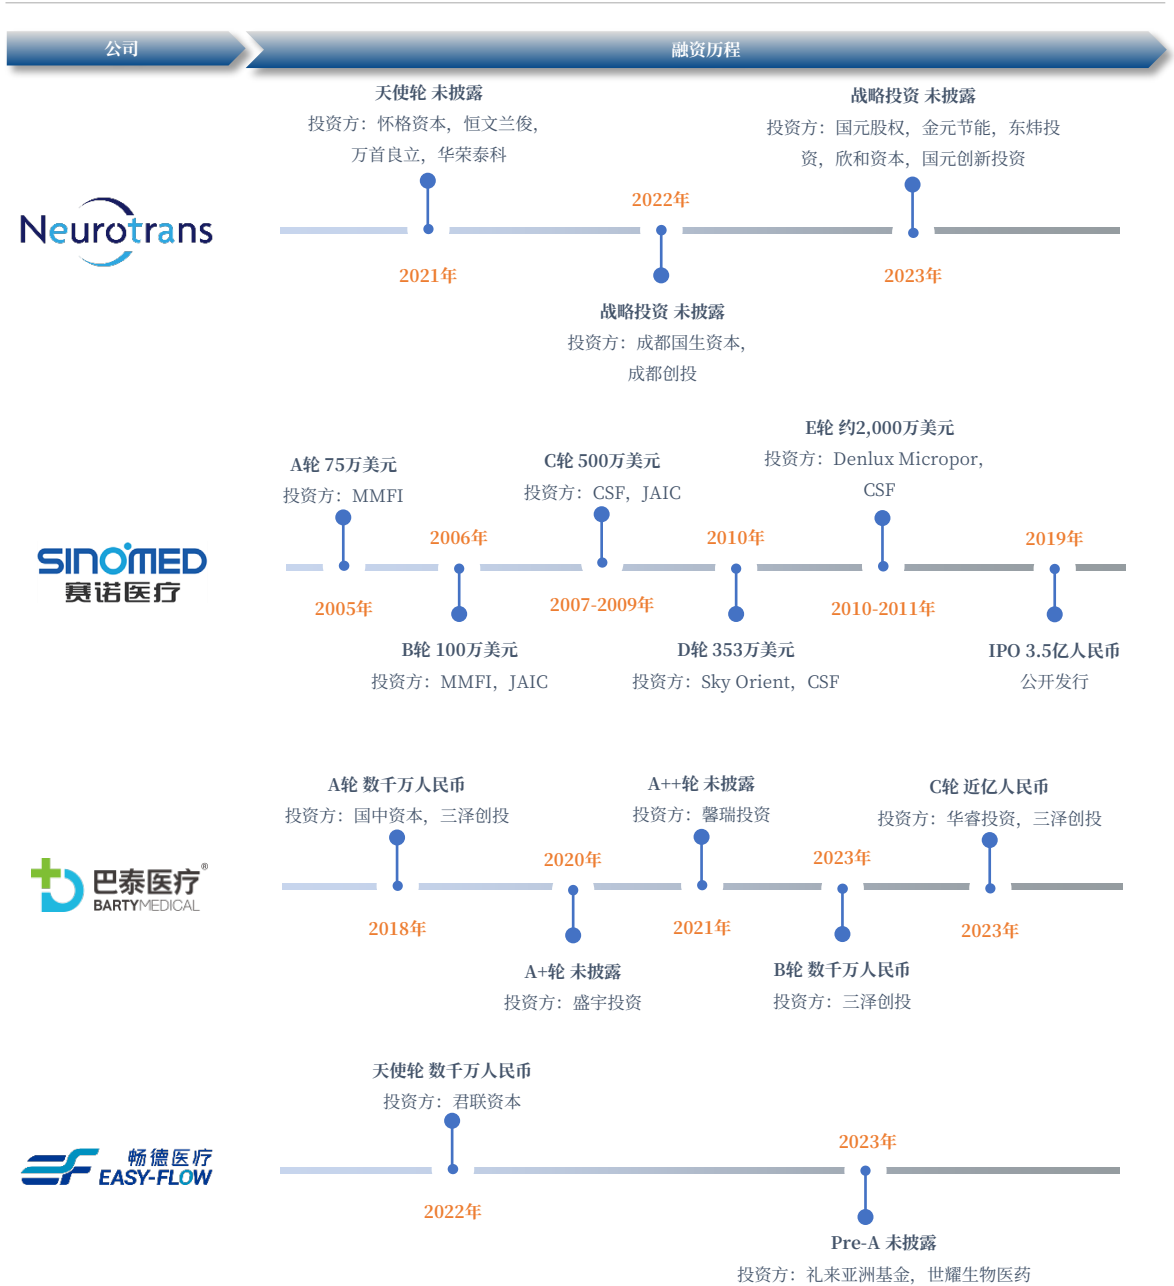 公司
融资历程
天使轮 未披露
投资方：怀格资本，恒文兰俊，
万首良立，华荣泰科
战略投资 未披露
投资方：国元股权，金元节能，东炜投
资，欣和资本，国元创新投资
Neurotrans
2022年
2021年
2023年
战略投资 未披露
投资方：成都国生资本，
成都创投
E轮 约2,000万美元
投资方：Denlux Micropor，
CSF
A轮 75万美元
投资方：MMFI
C轮 500万美元
投资方：CSF，JAIC
2006年
2010年
2019年
SINOMED
赛诺医疗
2005年
2007-2009年
2010-2011年
B轮 100万美元
投资方：MMFI，JAIC
D轮 353万美元
投资方：Sky Orient，CSF
IPO 3.5亿人民币
公开发行
A轮 数千万人民币
投资方：国中资本，三泽创投
A++轮 未披露
投资方：馨瑞投资
C轮 近亿人民币
投资方：华睿投资，三泽创投
2020年
2023年
巴泰医疗®
BARTYMEDICAL
2018年
2021年
2023年
A+轮 未披露
投资方：盛宇投资
B轮 数千万人民币
投资方：三泽创投
天使轮 数千万人民币
投资方：君联资本
2023年
畅德医疗
EASY-FLOW
2022年
Pre-A 未披露
投资方：礼来亚洲基金，世耀生物医药